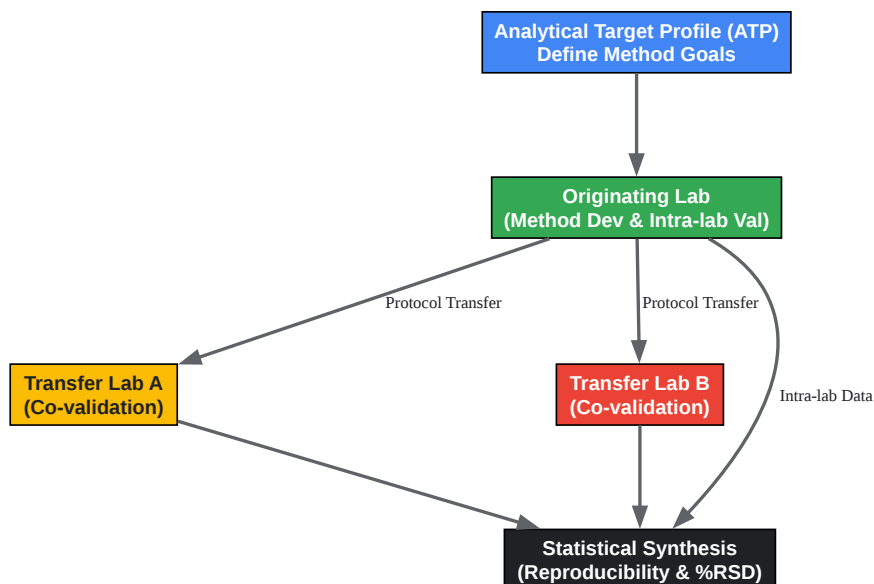 Analytical Target Profile (ATP)
Define Method Goals
Originating Lab
(Method Dev & Intra-lab Val)
Protocol Transfer
Protocol Transfer
Transfer Lab A
(Co-validation)
Transfer Lab B
(Co-validation)
Intra-lab Data
Statistical Synthesis
(Reproducibility & %RSD)